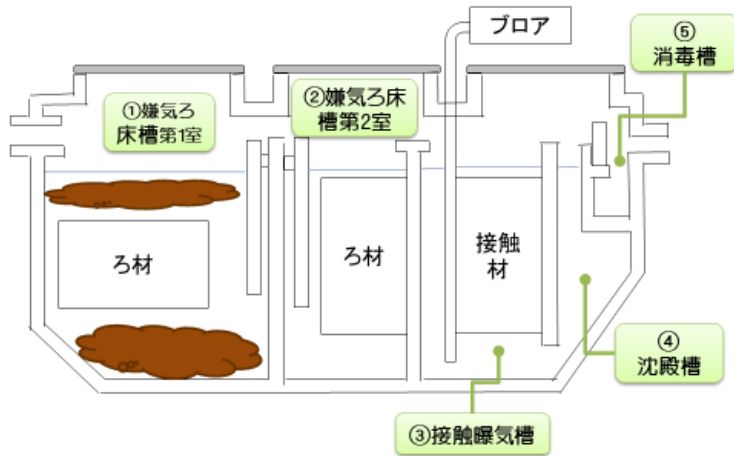 ブロア
⑤
消毒槽
①嫌気ろ
床槽第1室
②嫌気ろ床
槽第2室
ろ材
ろ材
接触
材
④
沈殿槽
③接触曝気槽